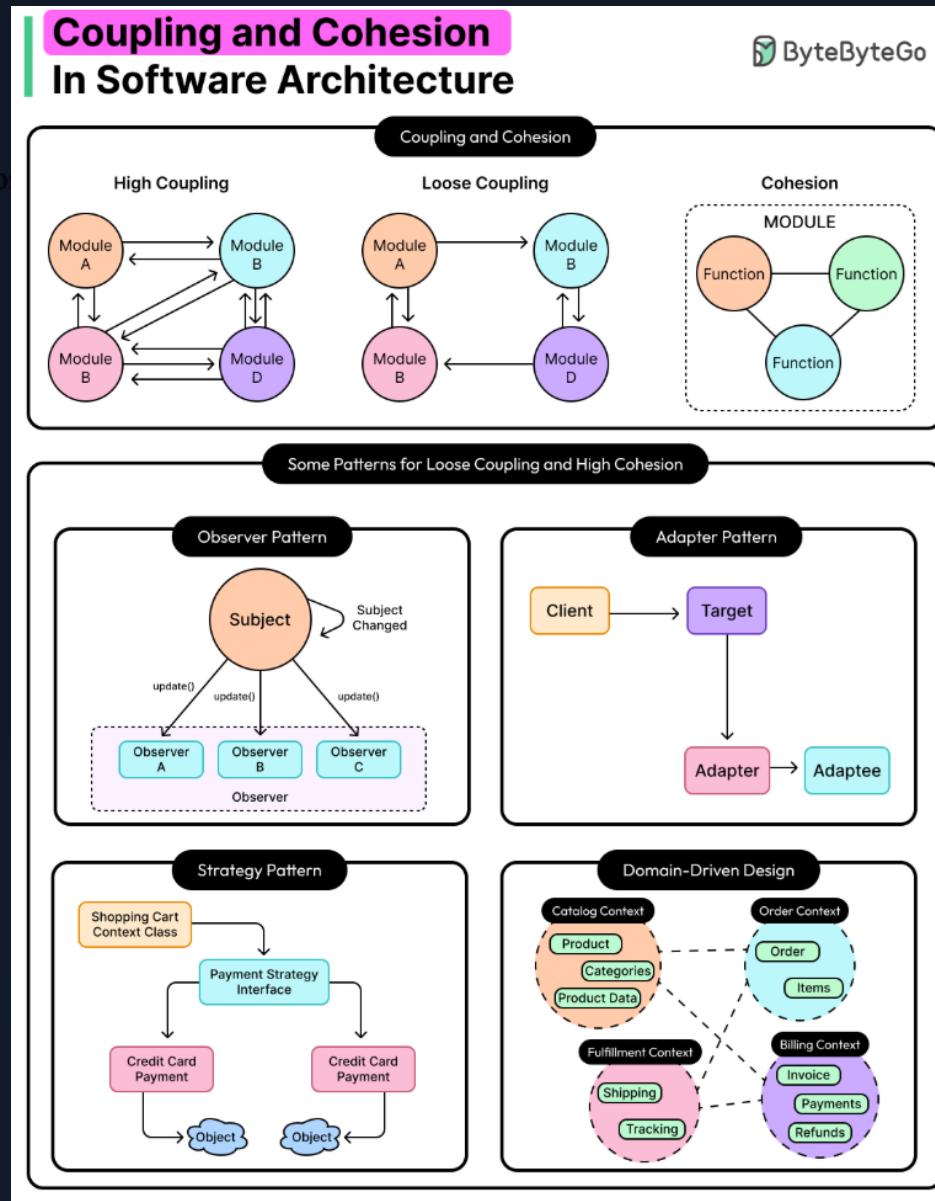 Coupling and Cohesion
In Software Architecture
ByteByteGo
Coupling and Cohesion
High Coupling
Loose Coupling
Cohesion
Module
A
Module
B
Module
B
Module
D
Module
A
Module
B
Module
B
Module
D
MODULE
Function
Function
Function
Some Patterns for Loose Coupling and High Cohesion
Observer Pattern
Subject
Subject
Changed
update()
update()
update()
Observer
A
Observer
B
Observer
C
Observer
Adapter Pattern
Client
Target
Adapter
Adaptee
Strategy Pattern
Shopping Cart
Context Class
Payment Strategy
Interface
Credit Card
Payment
Credit Card
Payment
Object
Object
Domain-Driven Design
Catalog Context
Product
Categories
Product Data
Order Context
Order
Items
Fulfillment Context
Shipping
Tracking
Billing Context
Invoice
Payments
Refunds